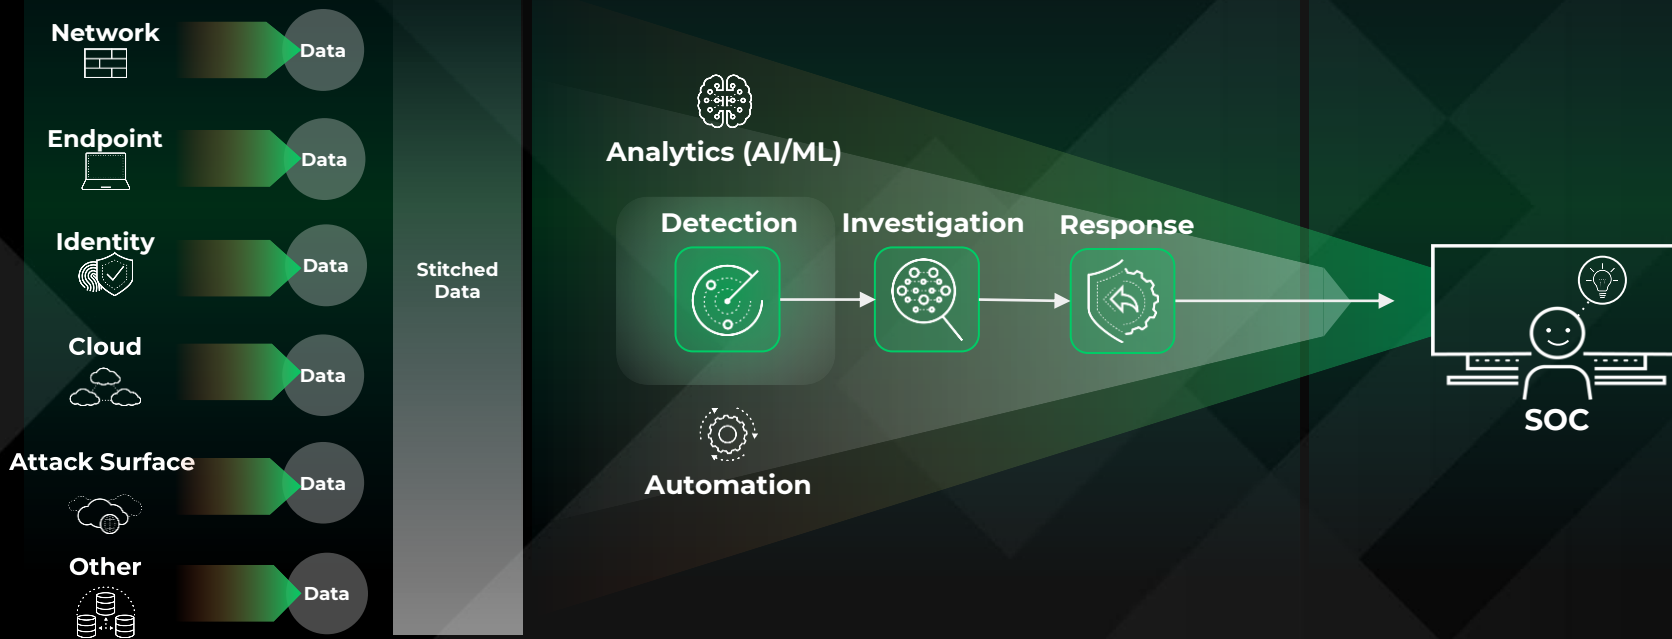 Network
Data
Endpoint
Data
Identity
Data
Cloud
Data
Attack Surface
Data
Other
Data
Stitched
Data
Analytics (AI/ML)
Detection
Investigation
Response
Automation
SOC